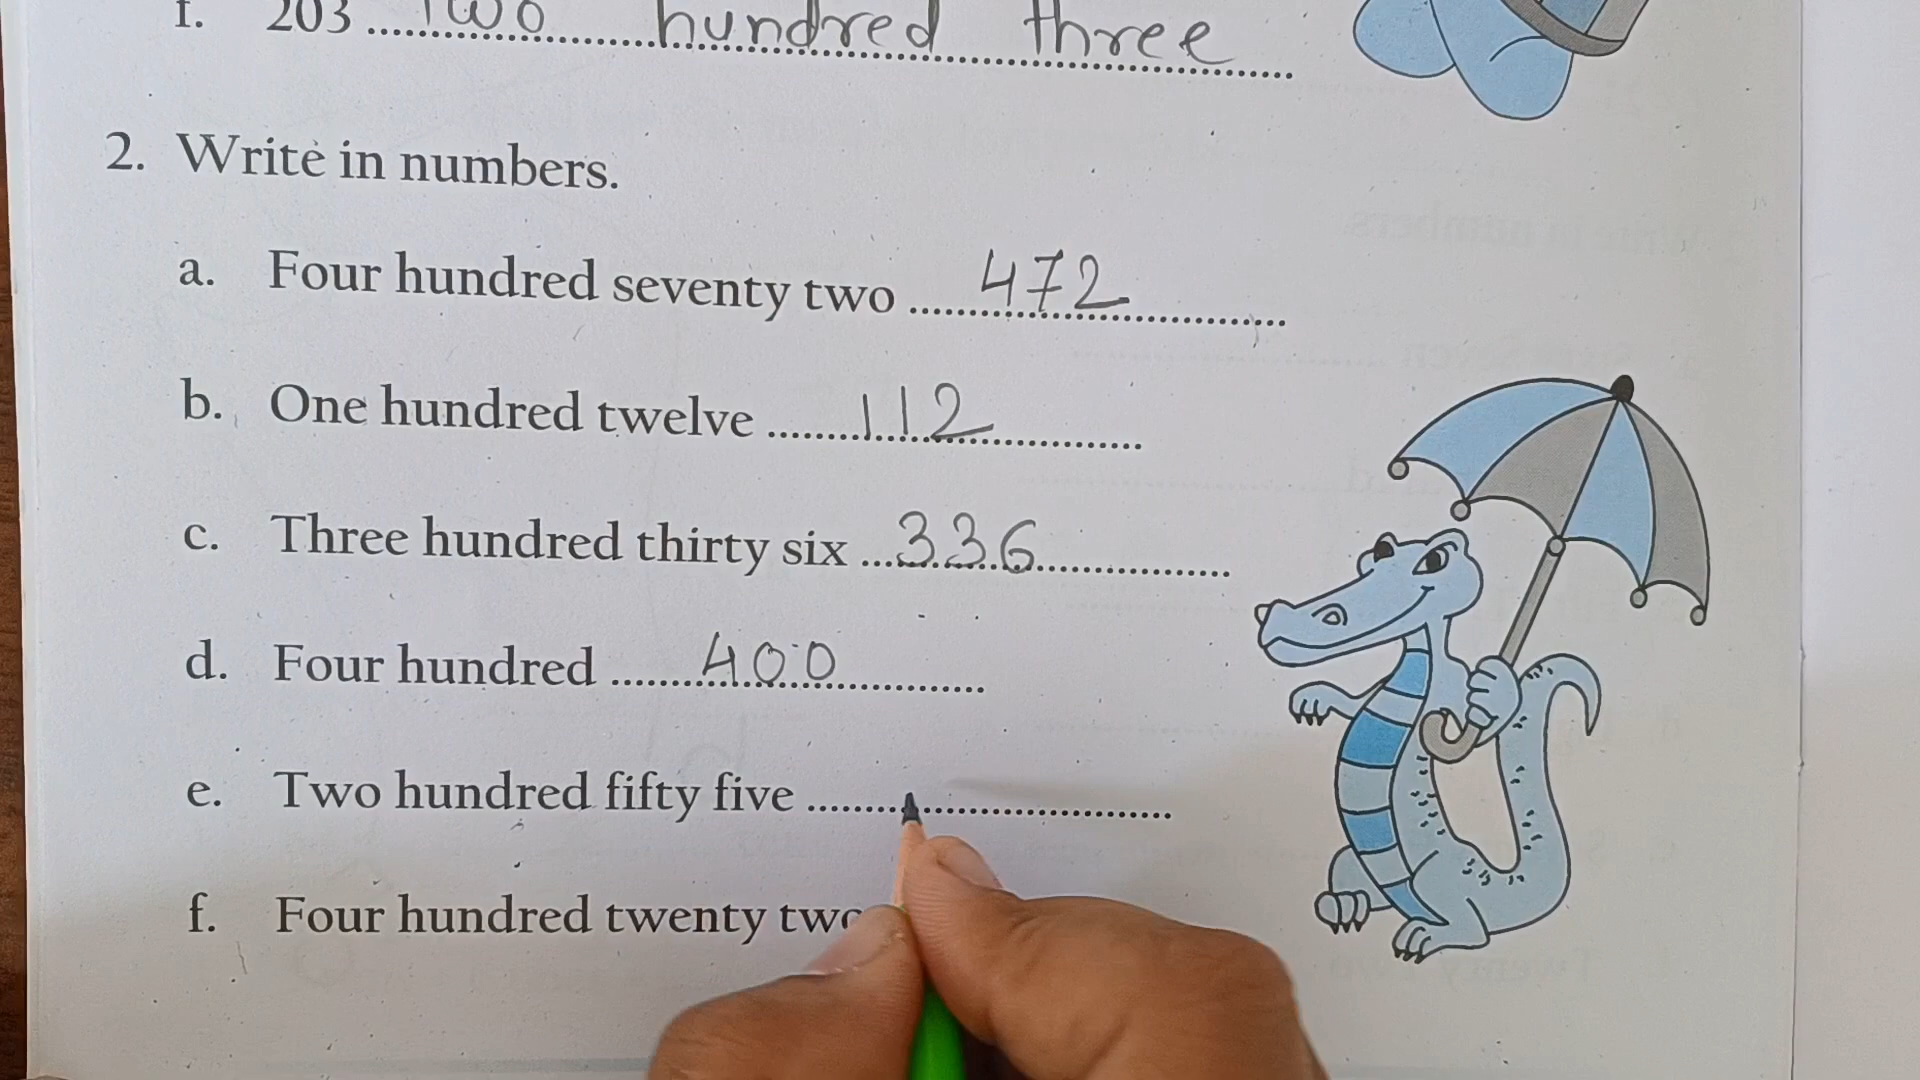 f. 203 ........ Two hundred three ........
2. Write in numbers.
a. Four hundred seventy two ........ 472 ........
b. One hundred twelve ........ 112 ........
c. Three hundred thirty six ........ 336 ........
d. Four hundred ........ 400 ........
e. Two hundred fifty five ................
f. Four hundred twenty two